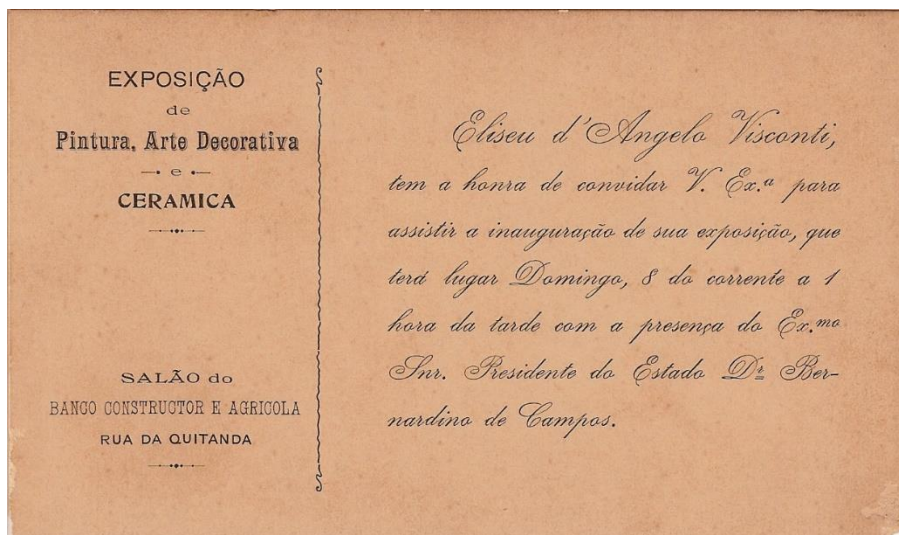 EXPOSIÇÃO
de
Pintura, Arte Decorativa
e
CERAMICA
SALÃO do
BANCO CONSTRUCTOR E AGRICOLA
RUA DA QUITANDA
Eliseu d'Angelo Visconti,
tem a honra de convidar V. Ex.ª para
assistir a inauguração de sua exposição, que
terá lugar Domingo, 8 do corrente a 1
hora da tarde com a presença do Ex.mo
Snr. Presidente do Estado Dr Ber-
nardino de Campos.